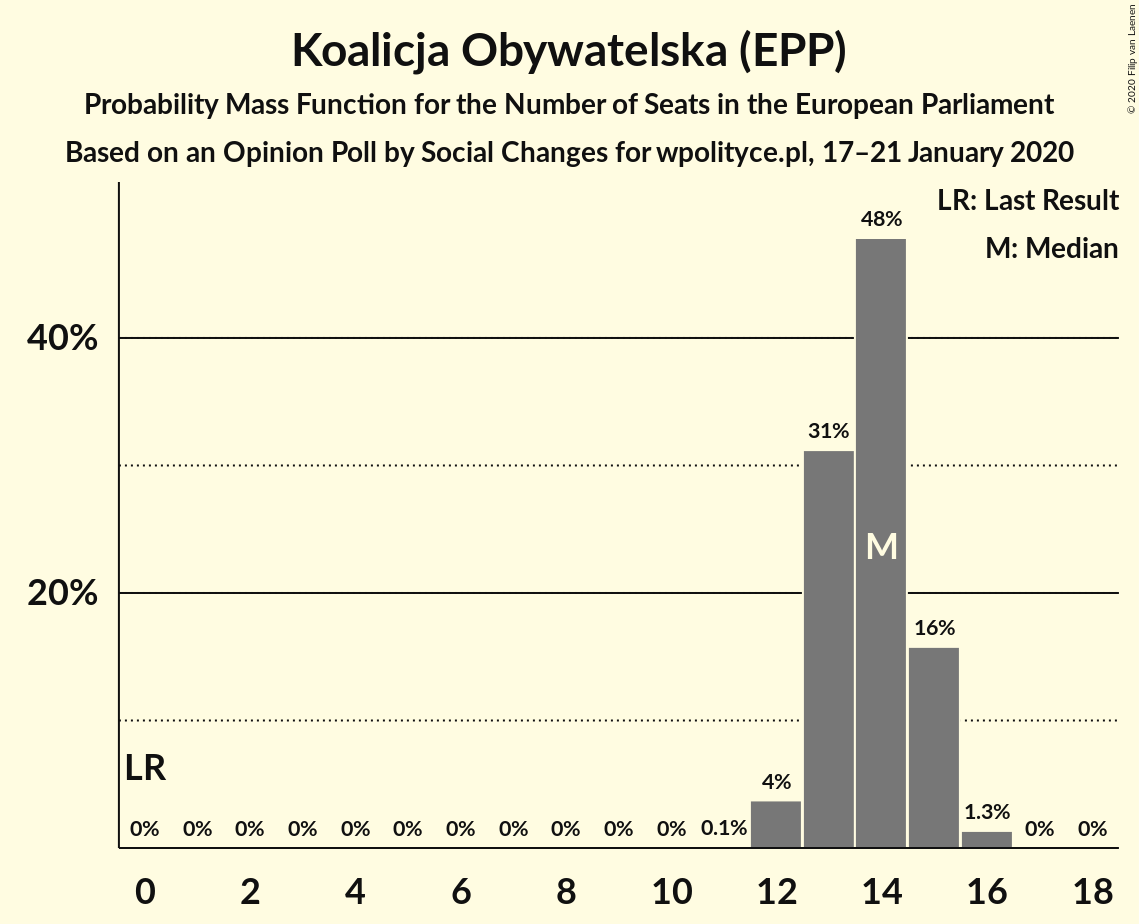 Koalicja Obywatelska (EPP)
Probability Mass Function for the Number of Seats in the European Parliament
Based on an Opinion Poll by Social Changes for wpolityce.pl, 17–21 January 2020
© 2020 Filip van Laenen
LR: Last Result
M: Median
48%
40%
31%
M
20%
16%
LR
4%
1.3%
0% 0% 0% 0% 0% 0% 0% 0% 0% 0% 0% 0.1% 0% 0%
0 2 4 6 8 10 12 14 16 18